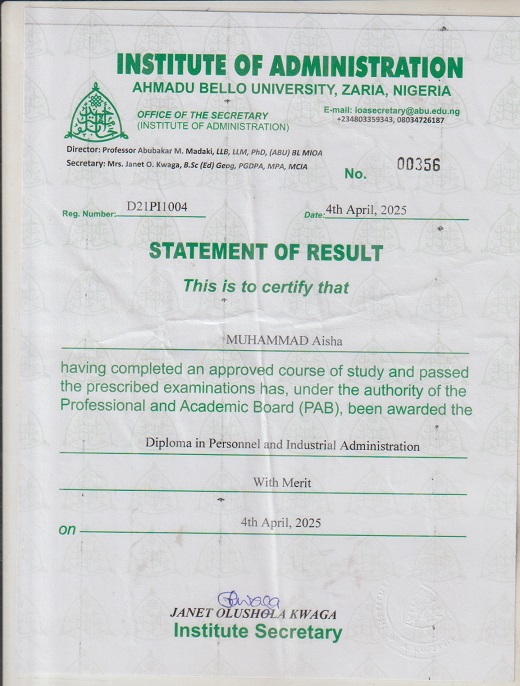 INSTITUTE OF ADMINISTRATION
AHMADU BELLO UNIVERSITY, ZARIA, NIGERIA
OFFICE OF THE SECRETARY
(INSTITUTE OF ADMINISTRATION)
E-mail: ioasecretary@abu.edu.ng
+234803359343, 08034726187
Director: Professor Abubakar M. Madaki, LLB, LLM, PhD, (ABU) BL MIOA
Secretary: Mrs. Janet O. Kwaga, B.Sc (Ed) Geog, PGDPA, MPA, MCIA
No. 00356
Reg. Number: D21PI1004
Date: 4th April, 2025
STATEMENT OF RESULT
This is to certify that
MUHAMMAD Aisha
having completed an approved course of study and passed
the prescribed examinations has, under the authority of the
Professional and Academic Board (PAB), been awarded the
Diploma in Personnel and Industrial Administration
With Merit
on 4th April, 2025
JANET OLUSHOLA KWAGA
Institute Secretary